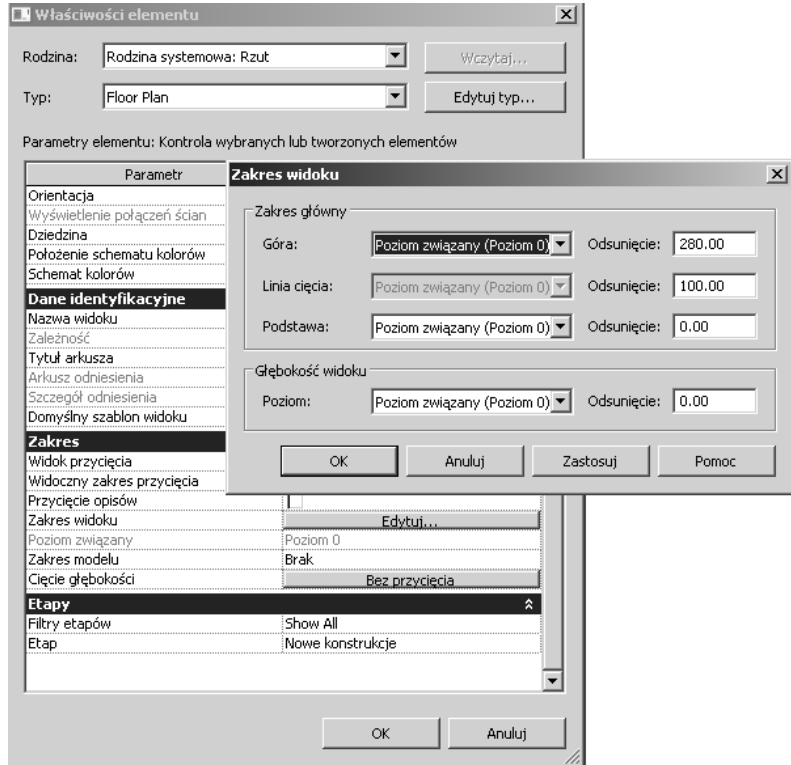 Właściwości elementu
Rodzina: Rodzina systemowa: Rzut Wczytaj...
Typ: Floor Plan Edytuj typ...
Parametry elementu: Kontrola wybranych lub tworzonych elementów
Parametr
Orientacja
Wyświetlenie połączeń ścian
Dziedzina
Położenie schematu kolorów
Schemat kolorów
Dane identyfikacyjne
Nazwa widoku
Zależność
Tytuł arkusza
Arkusz odniesienia
Szczegół odniesienia
Domyślny szablon widoku
Zakres
Widok przycięcia
Widoczny zakres przycięcia
Przycięcie opisów
Zakres widoku Edytuj...
Poziom związany Poziom 0
Zakres modelu Brak
Cięcie głębokości Bez przycięcia
Etapy
Filtry etapów Show All
Etap Nowe konstrukcje
OK Anuluj
Zakres widoku
Zakres główny
Góra: Poziom związany (Poziom 0) Odsunięcie: 280.00
Linia cięcia: Poziom związany (Poziom 0) Odsunięcie: 100.00
Podstawa: Poziom związany (Poziom 0) Odsunięcie: 0.00
Głębokość widoku
Poziom: Poziom związany (Poziom 0) Odsunięcie: 0.00
OK Anuluj Zastosuj Pomoc